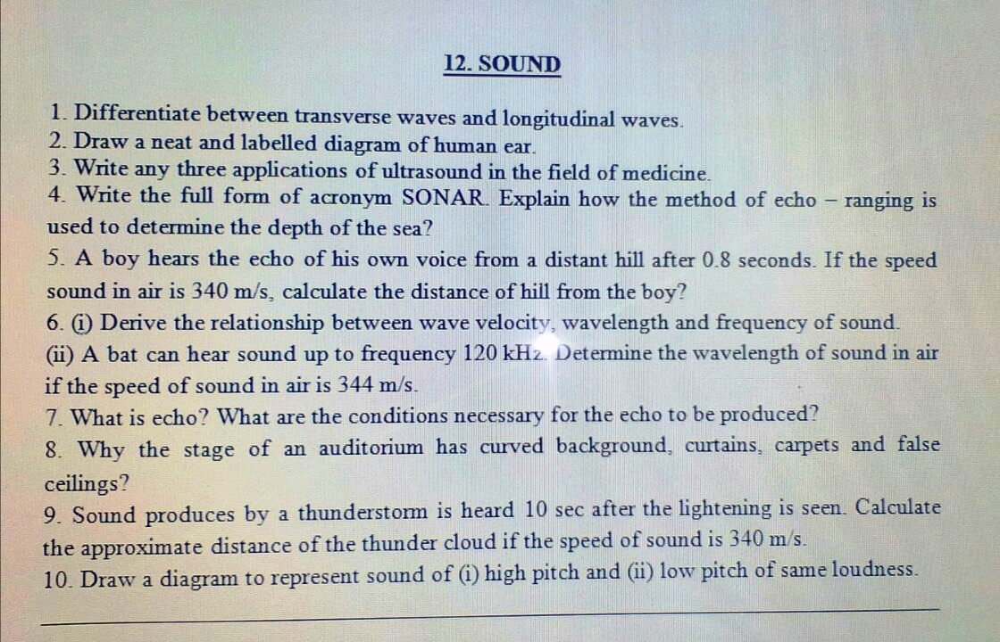 12. SOUND
1. Differentiate between transverse waves and longitudinal waves.
2. Draw a neat and labelled diagram of human ear.
3. Write any three applications of ultrasound in the field of medicine.
4. Write the full form of acronym SONAR. Explain how the method of echo – ranging is
used to determine the depth of the sea?
5. A boy hears the echo of his own voice from a distant hill after 0.8 seconds. If the speed
sound in air is 340 m/s, calculate the distance of hill from the boy?
6. (i) Derive the relationship between wave velocity, wavelength and frequency of sound.
(ii) A bat can hear sound up to frequency 120 kHz. Determine the wavelength of sound in air
if the speed of sound in air is 344 m/s.
7. What is echo? What are the conditions necessary for the echo to be produced?
8. Why the stage of an auditorium has curved background, curtains, carpets and false
ceilings?
9. Sound produces by a thunderstorm is heard 10 sec after the lightening is seen. Calculate
the approximate distance of the thunder cloud if the speed of sound is 340 m/s.
10. Draw a diagram to represent sound of (i) high pitch and (ii) low pitch of same loudness.